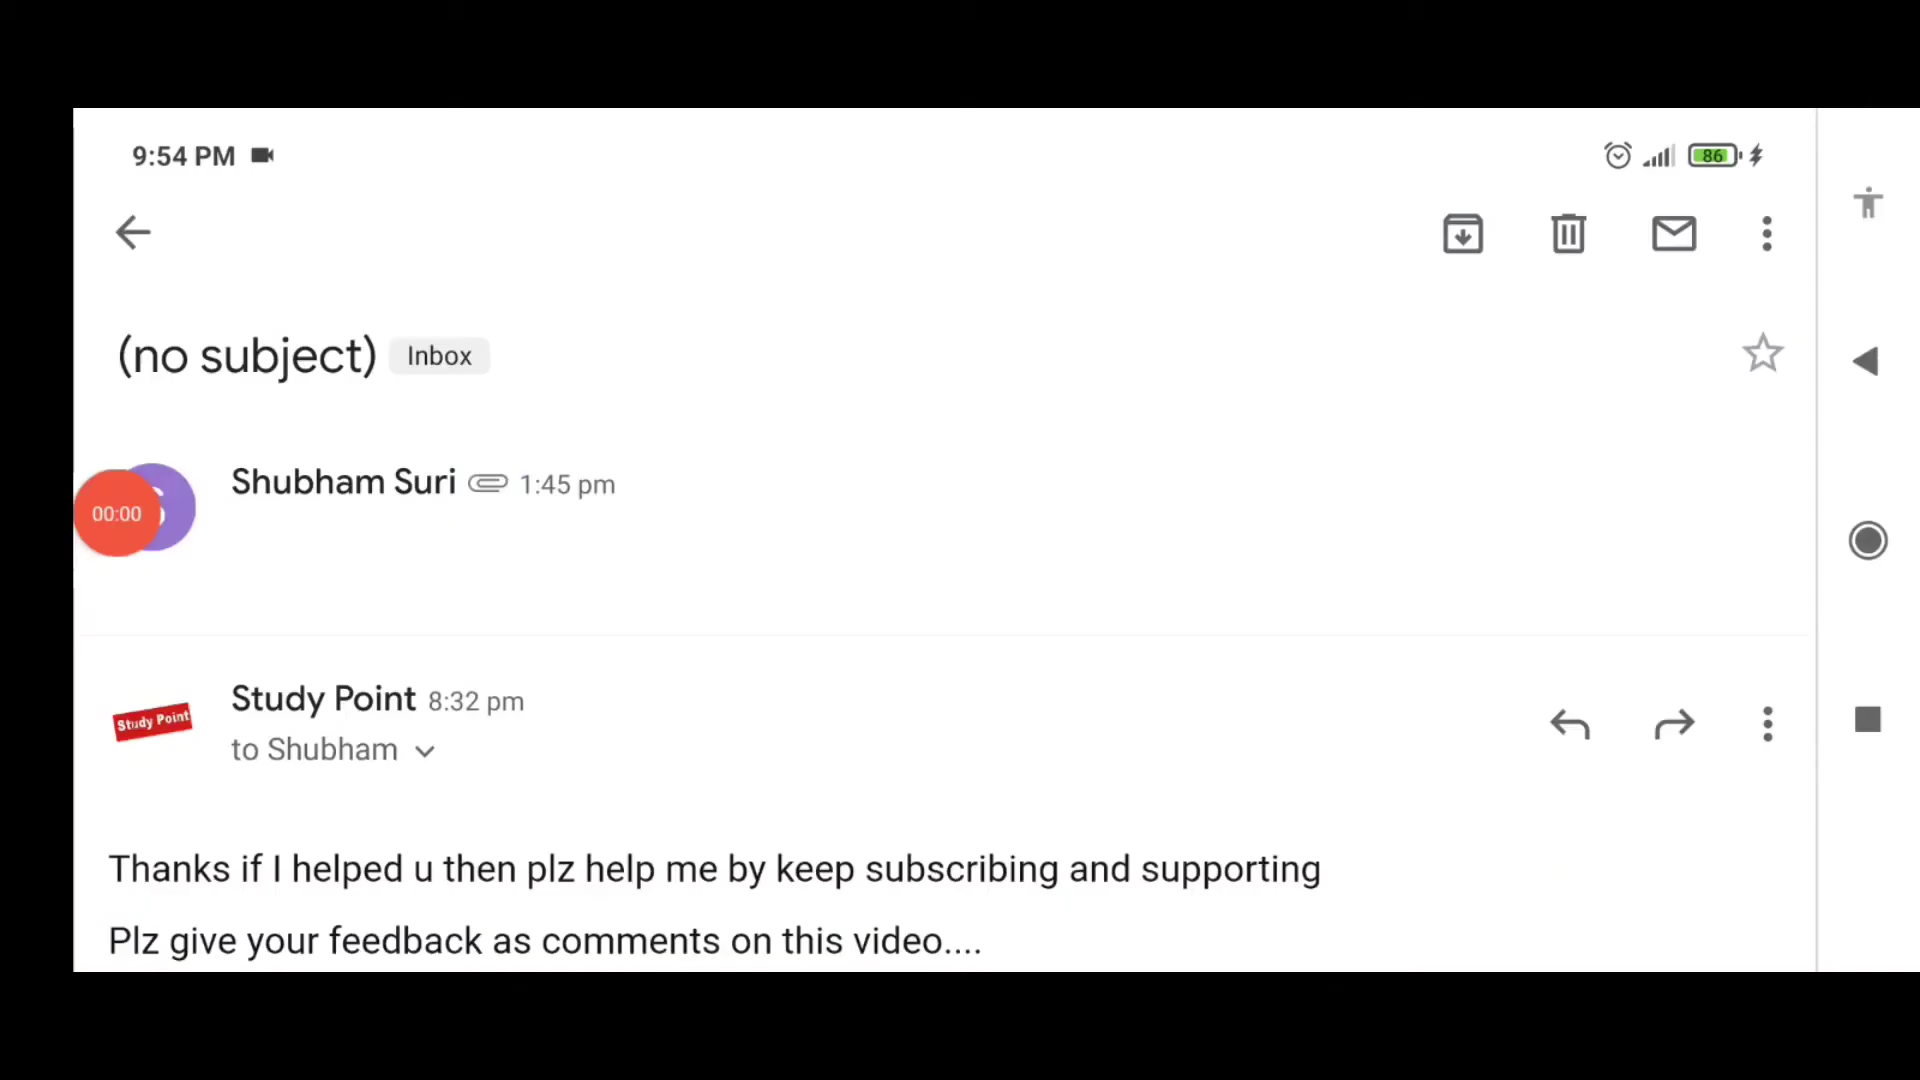 9:54 PM
86
(no subject) Inbox
Shubham Suri 1:45 pm
00:00
Study Point 8:32 pm
Study Point
to Shubham
Thanks if I helped u then plz help me by keep subscribing and supporting
Plz give your feedback as comments on this video....